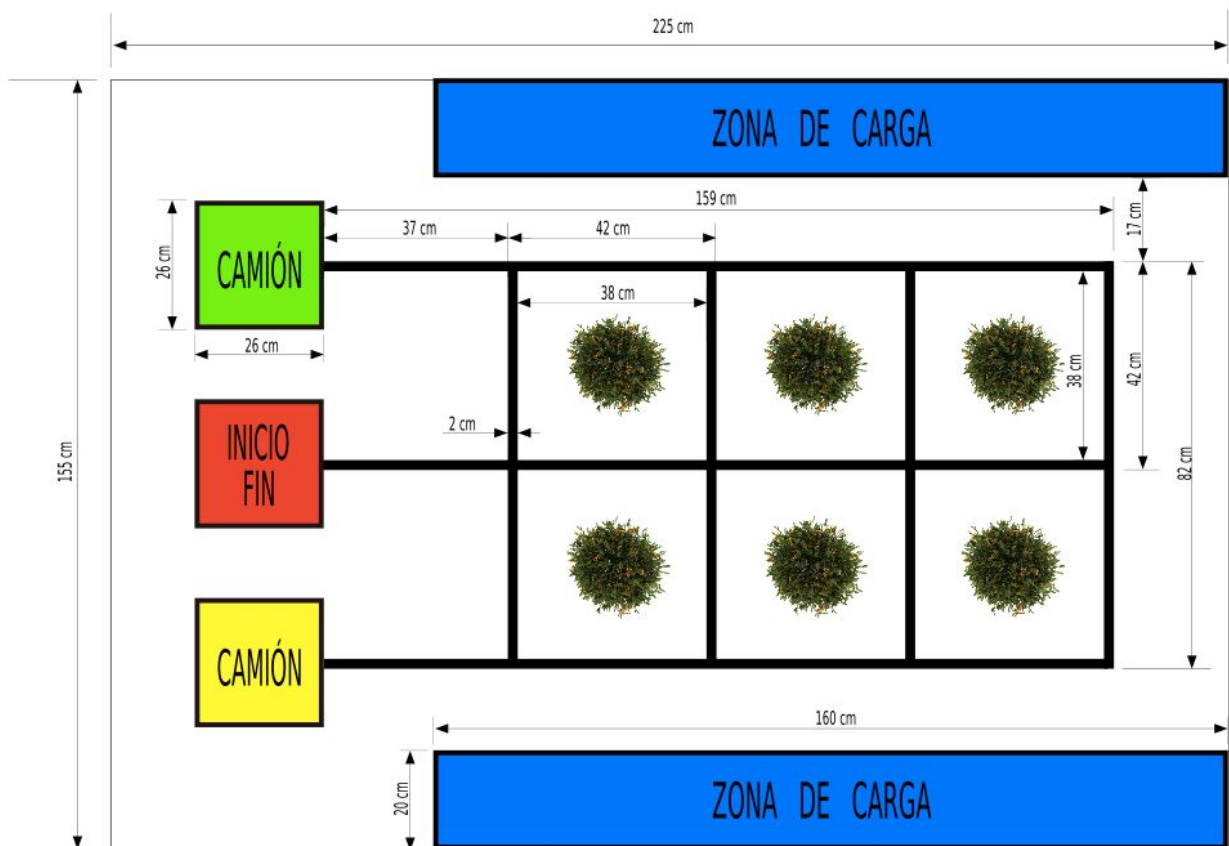 225 cm
ZONA DE CARGA
159 cm
17 cm
37 cm
42 cm
26 cm
CAMIÓN
38 cm
26 cm
38 cm
42 cm
INICIO
FIN
2 cm
155 cm
82 cm
CAMIÓN
160 cm
20 cm
ZONA DE CARGA